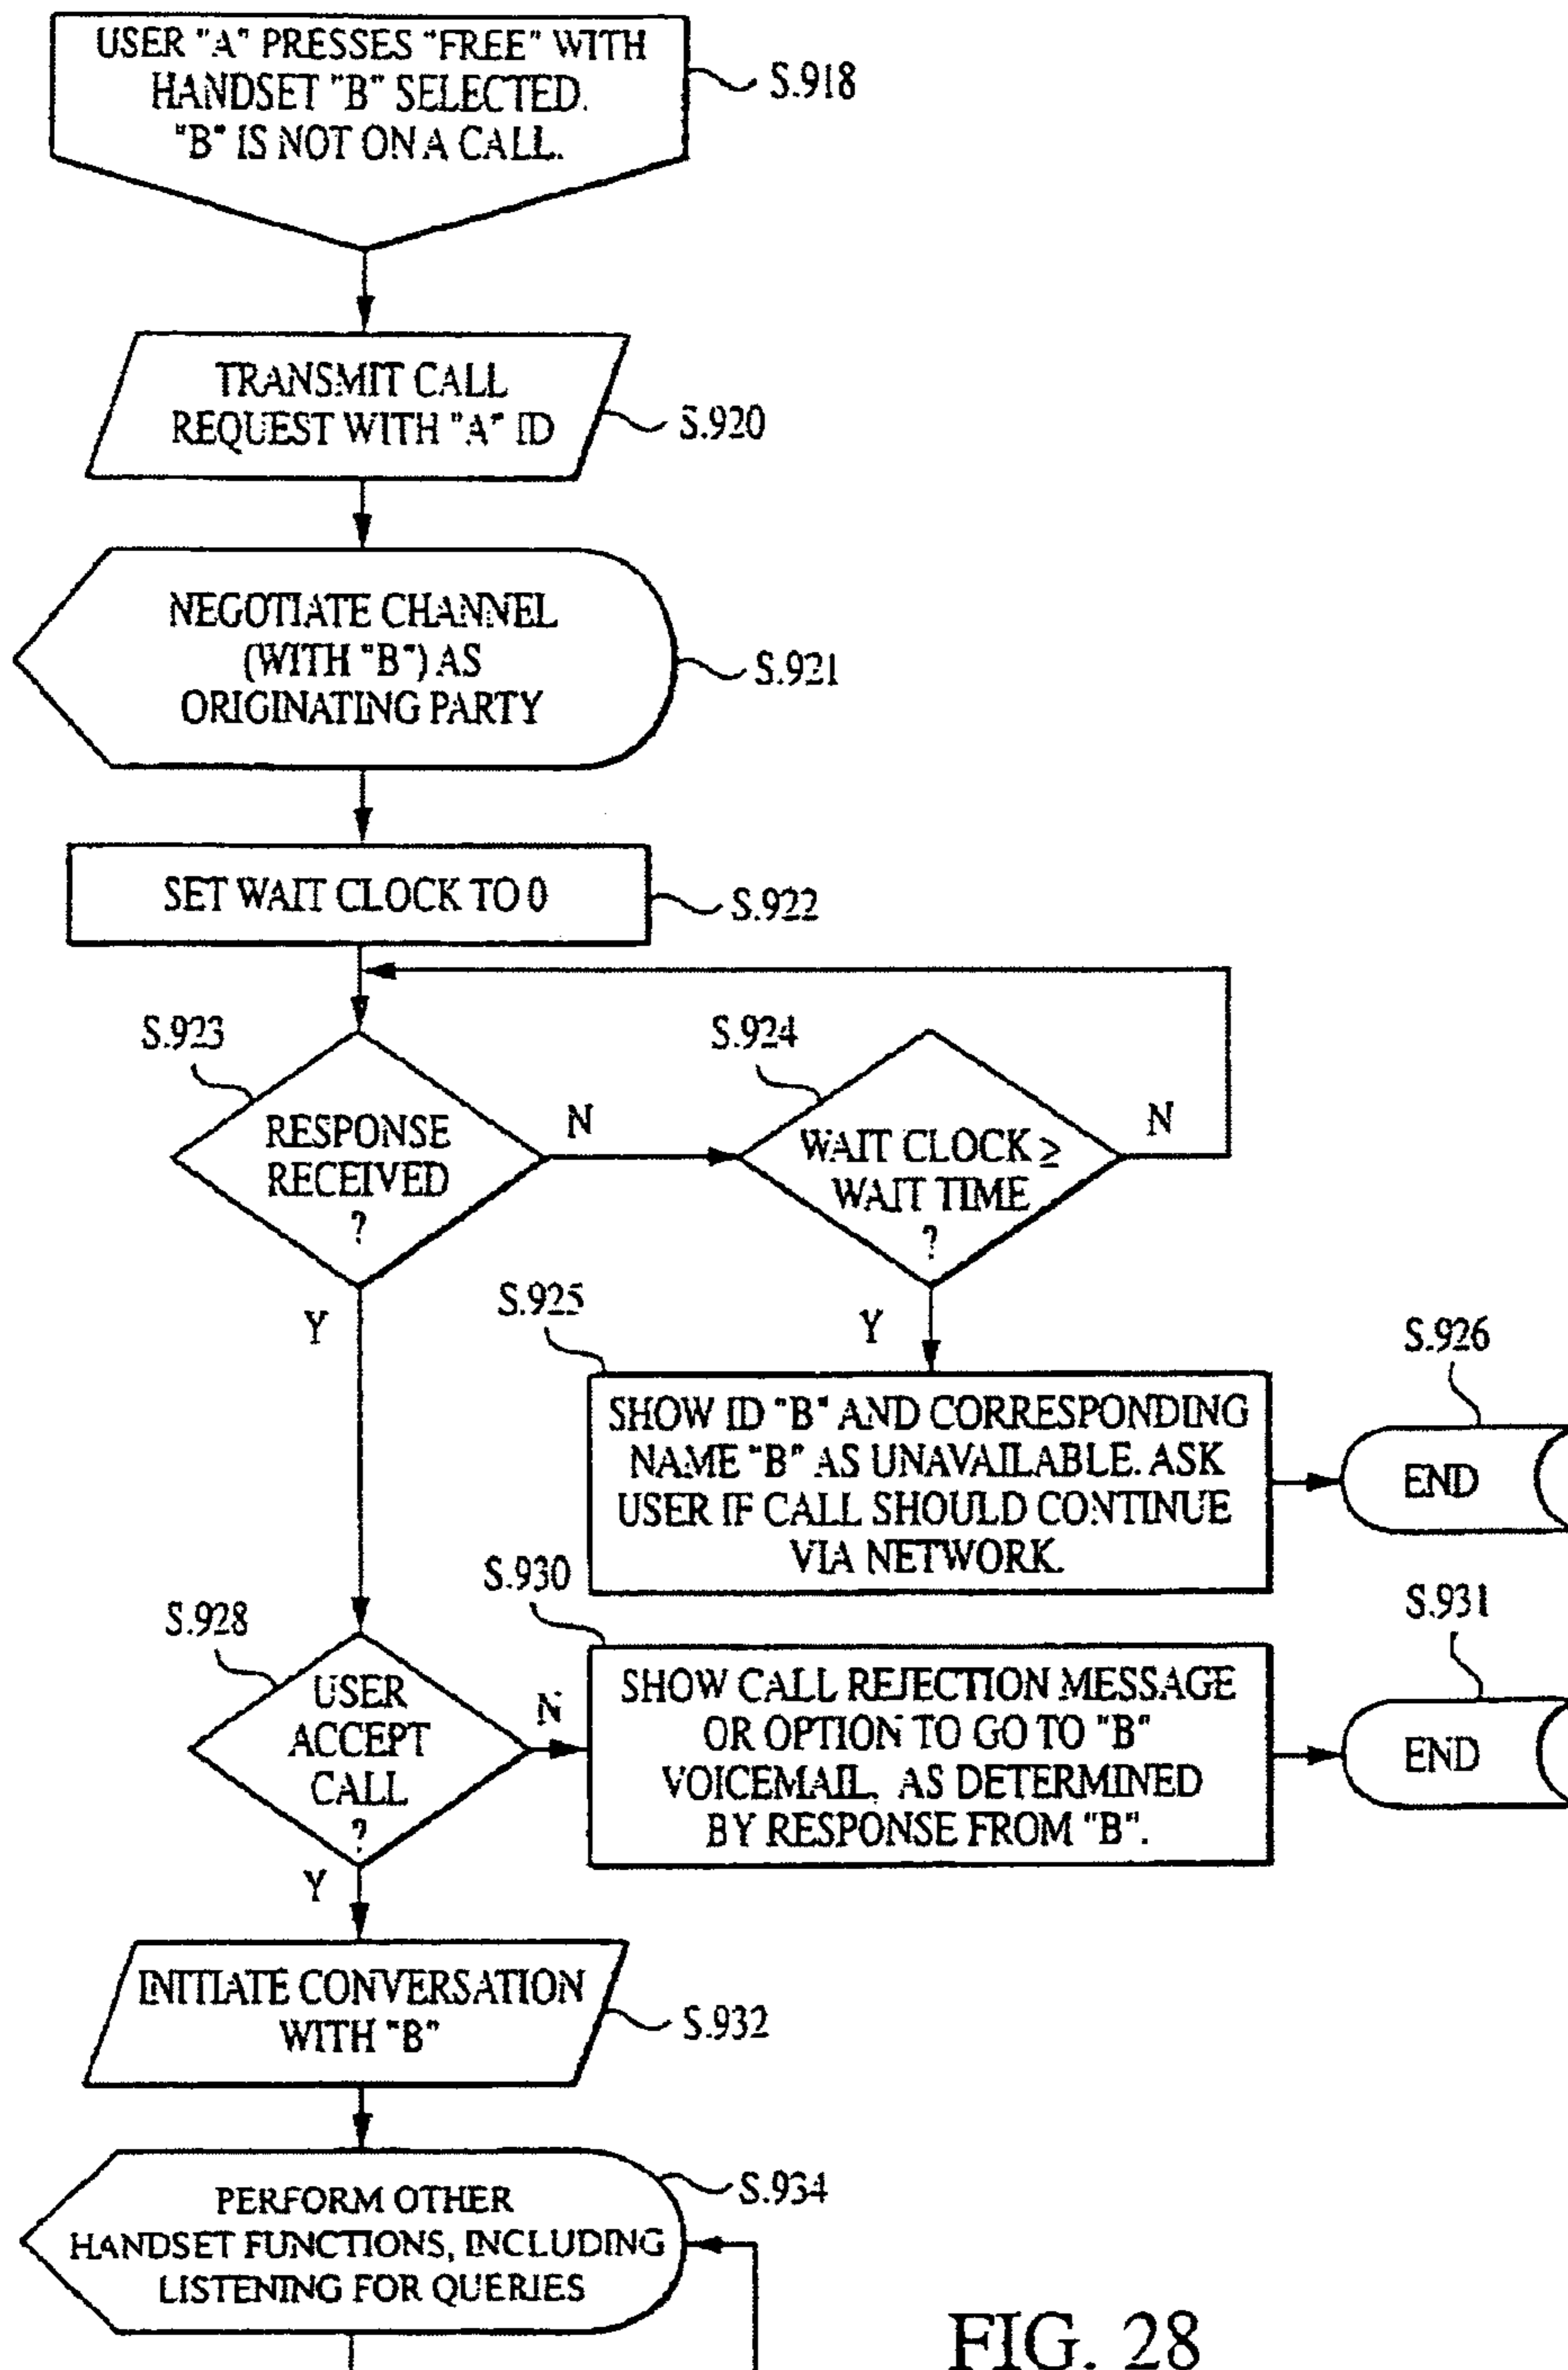 USER "A" PRESSES "FREE" WITH
HANDSET "B" SELECTED.
"B" IS NOT ON A CALL.
S.918
TRANSMIT CALL
REQUEST WITH "A" ID
S.920
NEGOTIATE CHANNEL
(WITH "B") AS
ORIGINATING PARTY
S.921
SET WAIT CLOCK TO 0
S.922
S.923
RESPONSE
RECEIVED
?
N
Y
S.924
WAIT CLOCK ≥
WAIT TIME
?
N
Y
S.925
SHOW ID "B" AND CORRESPONDING
NAME "B" AS UNAVAILABLE. ASK
USER IF CALL SHOULD CONTINUE
VIA NETWORK.
S.926
END
S.928
USER
ACCEPT
CALL
?
N
Y
S.930
SHOW CALL REJECTION MESSAGE
OR OPTION TO GO TO "B"
VOICEMAIL, AS DETERMINED
BY RESPONSE FROM "B".
S.931
END
INITIATE CONVERSATION
WITH "B"
S.932
PERFORM OTHER
HANDSET FUNCTIONS, INCLUDING
LISTENING FOR QUERIES
S.934
FIG. 28